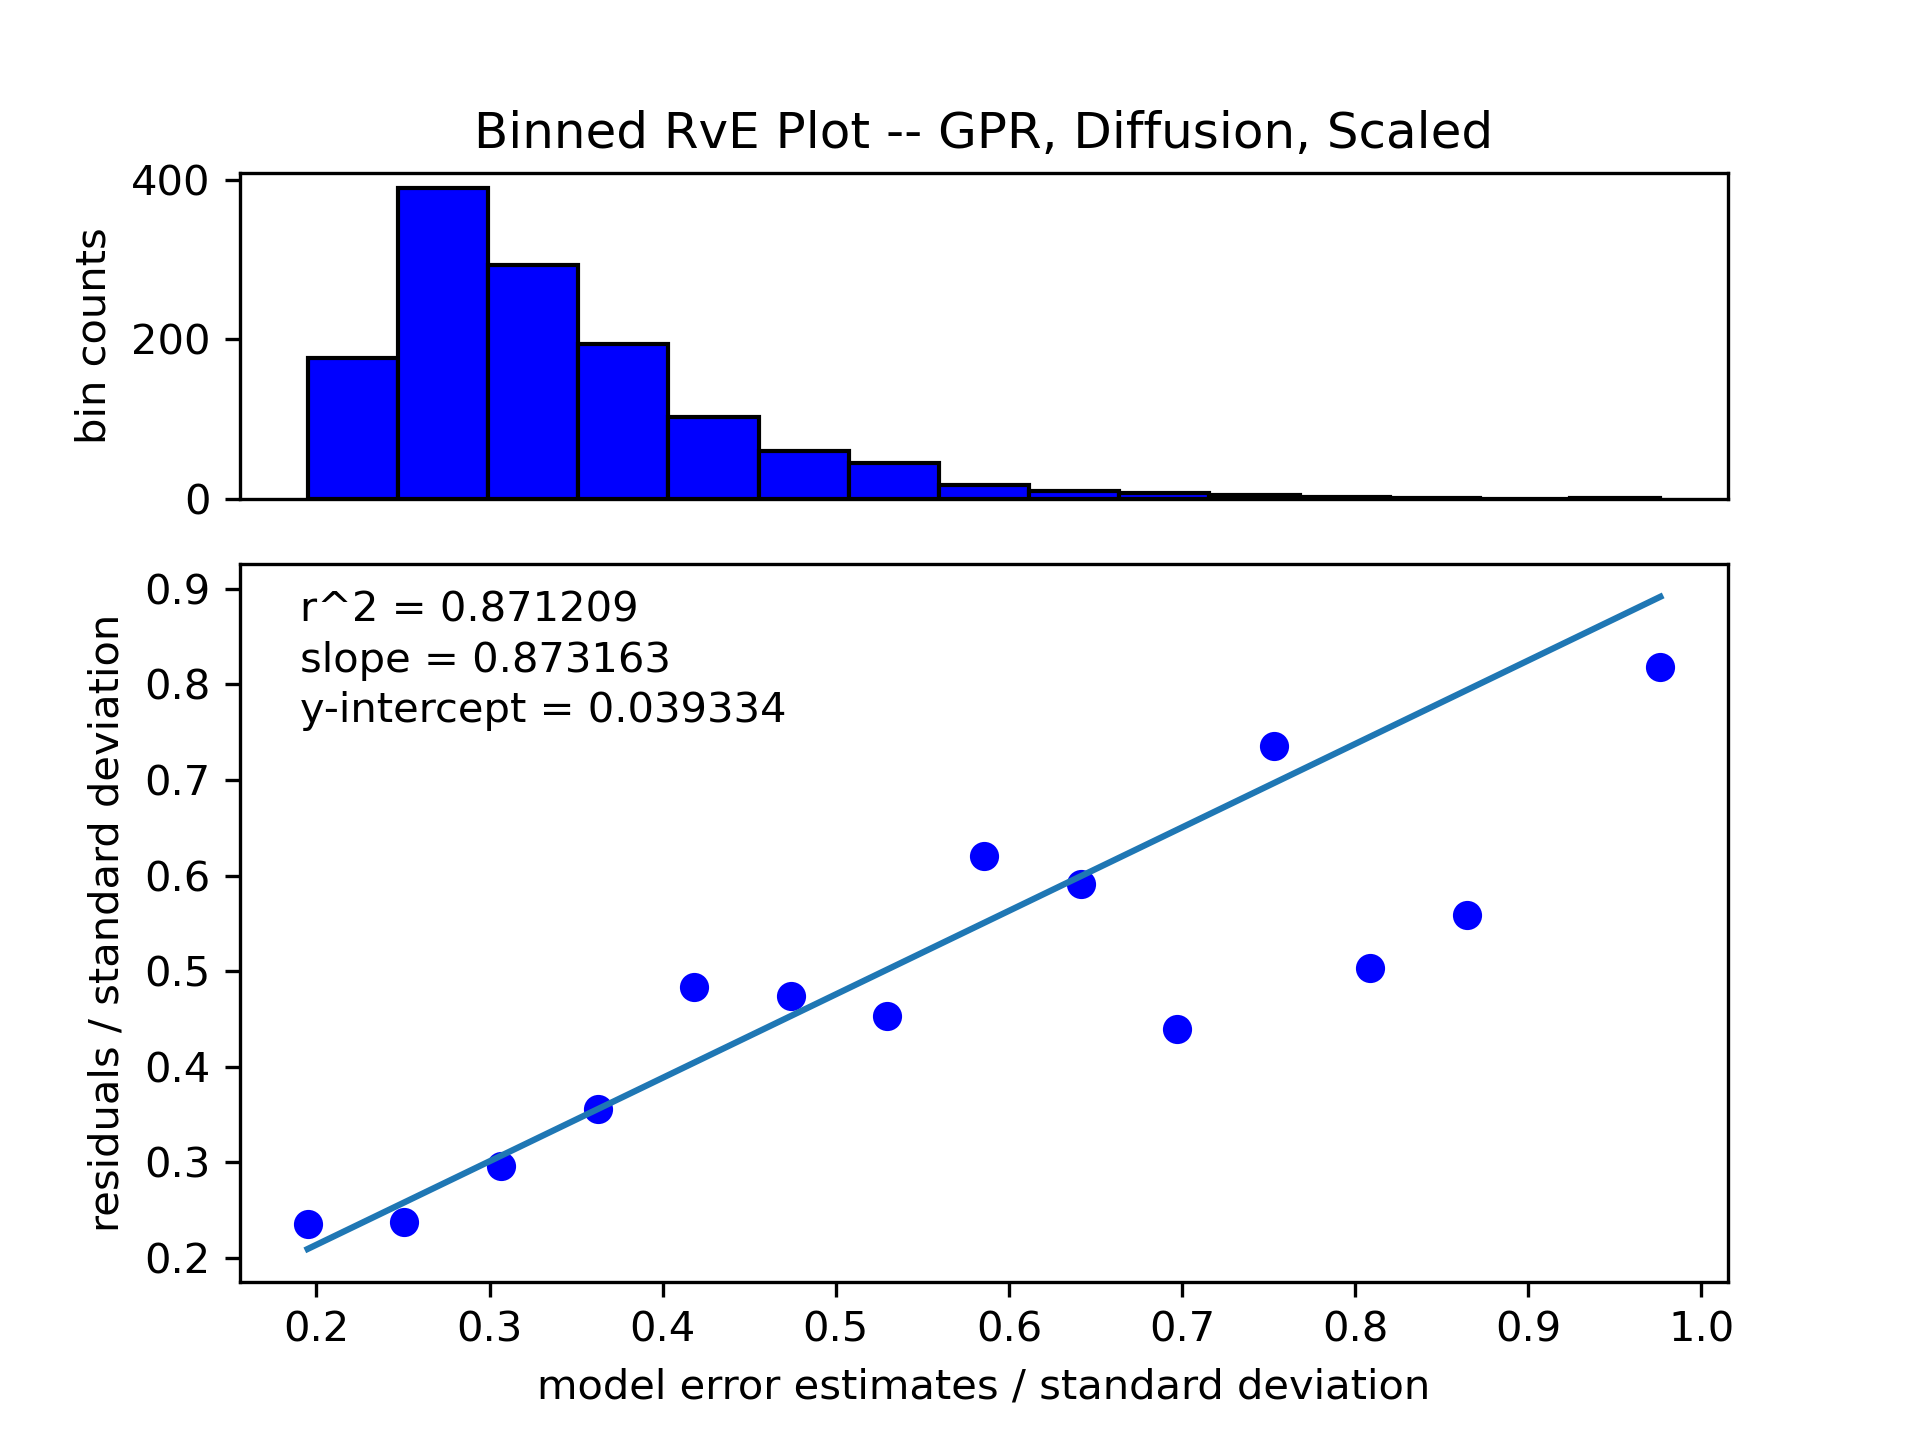 Binned RvE Plot -- GPR, Diffusion, Scaled
400
200
0
bin counts
r^2 = 0.871209
slope = 0.873163
y-intercept = 0.039334
0.9
0.8
0.7
0.6
0.5
0.4
0.3
0.2
residuals / standard deviation
0.2 0.3 0.4 0.5 0.6 0.7 0.8 0.9 1.0
model error estimates / standard deviation